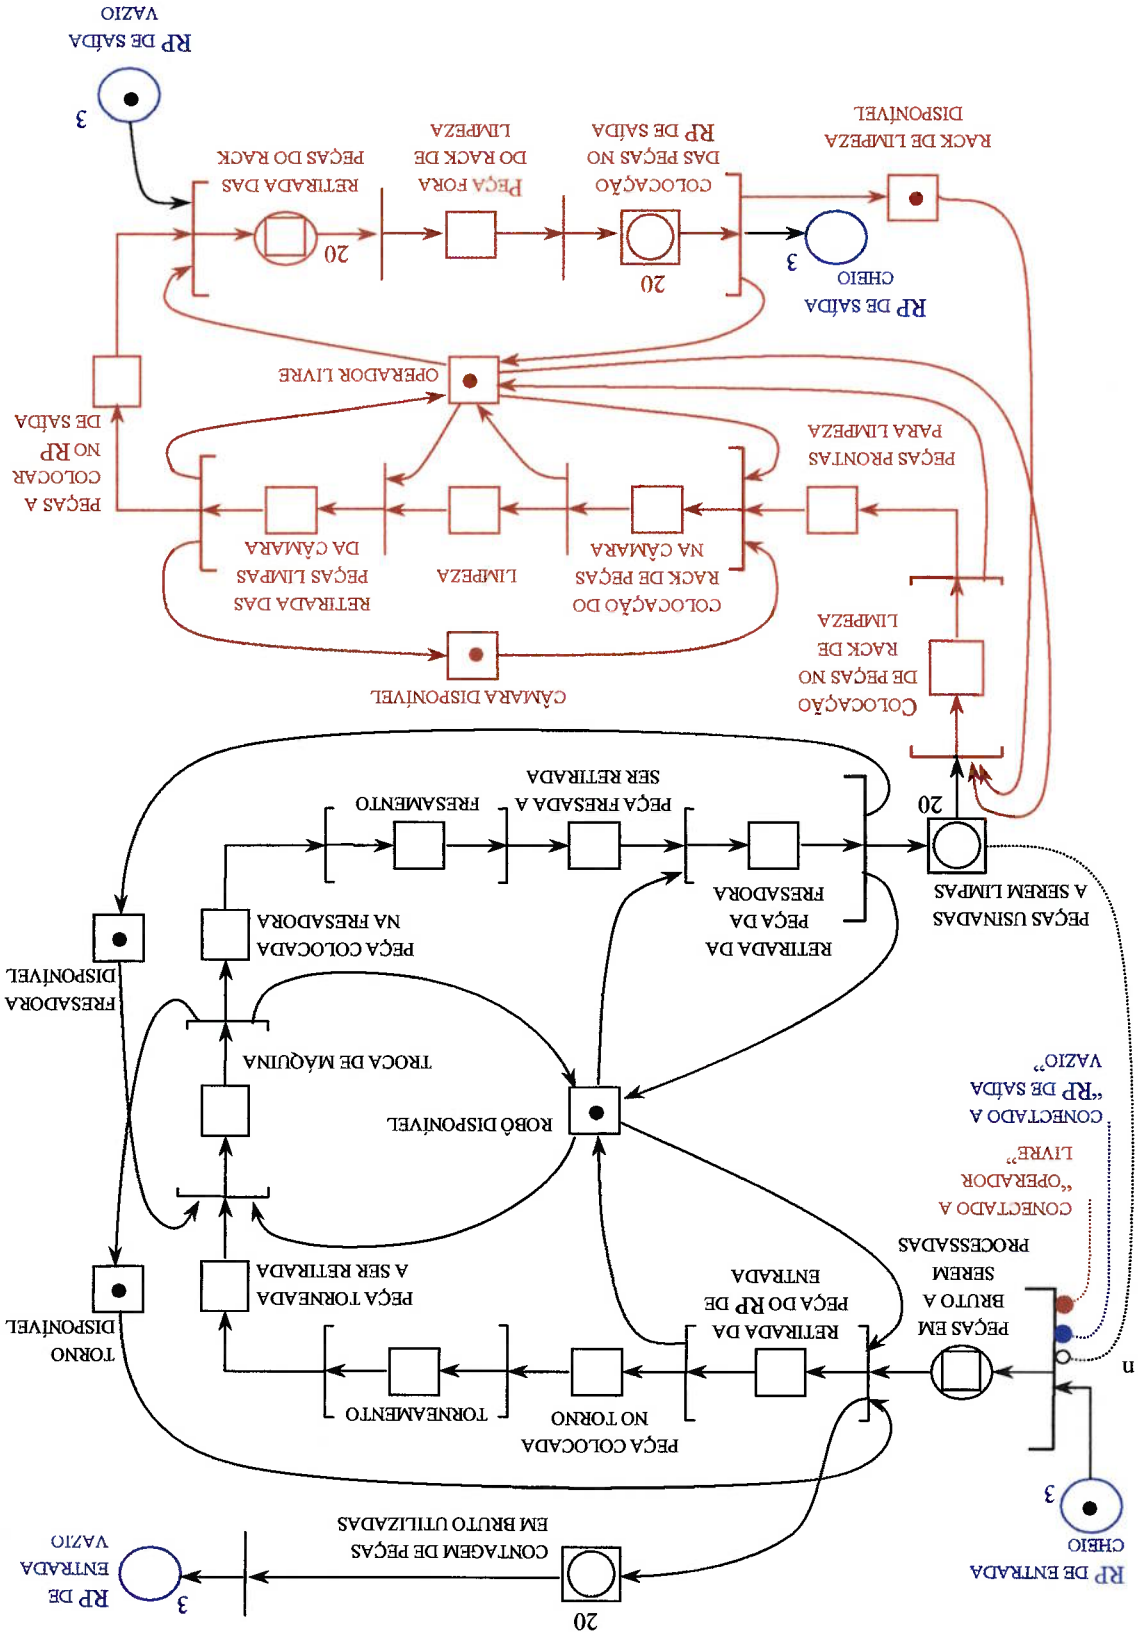 RP DE ENTRADA
CHEIO
3
20
CONTAGEM DE PEÇAS
EM BRUTO UTILIZADAS
3
RP DE
ENTRADA
VAZIO
n
PEÇAS EM
BRUTO A
SEREM
PROCESSADAS
RETIRADA DA
PEÇA DO RP DE
ENTRADA
PEÇA COLOCADA
NO TORNO
TORNEAMENTO
TORNO
DISPONÍVEL
PEÇA TORNEADA
A SER RETIRADA
CONECTADO A
“OPERADOR
LIVRE”
CONECTADO A
“RP DE SAÍDA
VAZIO”
ROBÔ DISPONÍVEL
TROCA DE MÁQUINA
FRESADORA
DISPONÍVEL
PEÇA COLOCADA
NA FRESADORA
PEÇAS USINADAS
A SEREM LIMPAS
20
RETIRADA DA
PEÇA DA
FRESADORA
PEÇA FRESADA A
SER RETIRADA
FRESAMENTO
COLOCAÇÃO
DE PEÇAS NO
RACK DE
LIMPEZA
CÂMARA DISPONÍVEL
COLOCAÇÃO DO
RACK DE PEÇAS
NA CÂMARA
LIMPEZA
RETIRADA DAS
PEÇAS LIMPAS
DA CÂMARA
PEÇAS PRONTAS
PARA LIMPEZA
PEÇAS A
COLOCAR
NO RP
DE SAÍDA
OPERADOR LIVRE
RP DE SAÍDA
CHEIO
3
20
COLOCAÇÃO
DAS PEÇAS NO
RP DE SAÍDA
PEÇA FORA
DO RACK DE
LIMPEZA
20
RETIRADA DAS
PEÇAS DO RACK
RACK DE LIMPEZA
DISPONÍVEL
3
RP DE SAÍDA
VAZIO